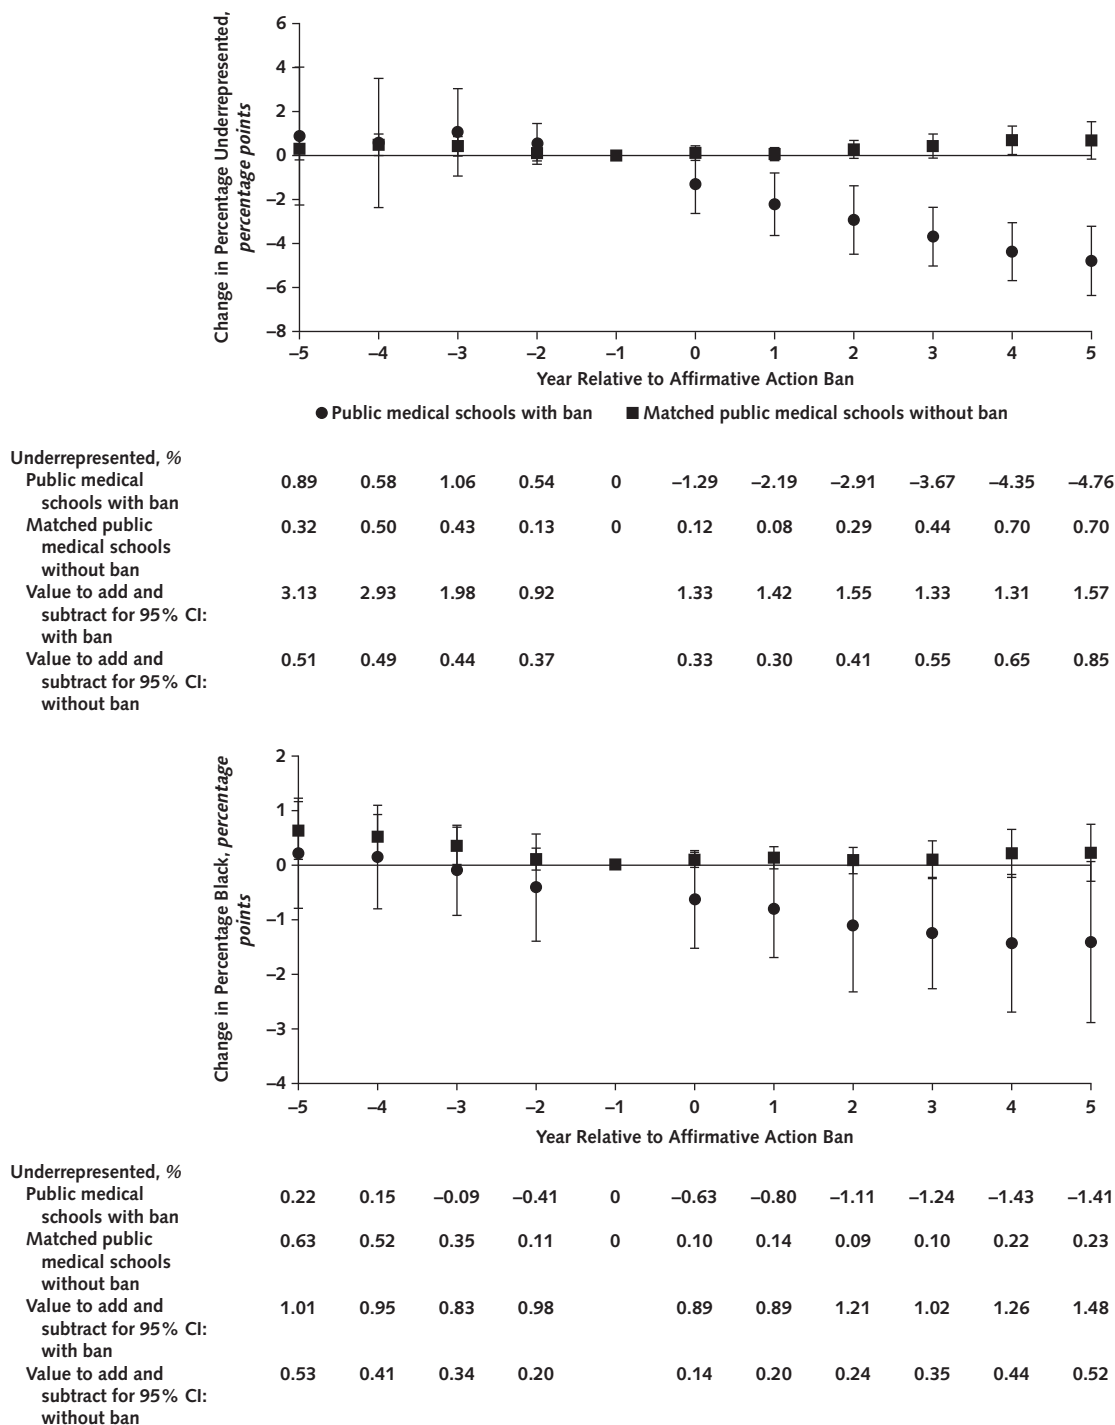 Change in Percentage Underrepresented,
percentage points
6
4
2
0
–2
–4
–6
–8
–5 –4 –3 –2 –1 0 1 2 3 4 5
Year Relative to Affirmative Action Ban
Public medical schools with ban Matched public medical schools without ban
Underrepresented, %
Public medical 0.89 0.58 1.06 0.54 0 –1.29 –2.19 –2.91 –3.67 –4.35 –4.76
schools with ban
Matched public 0.32 0.50 0.43 0.13 0 0.12 0.08 0.29 0.44 0.70 0.70
medical schools
without ban
Value to add and 3.13 2.93 1.98 0.92 1.33 1.42 1.55 1.33 1.31 1.57
subtract for 95% CI:
with ban
Value to add and 0.51 0.49 0.44 0.37 0.33 0.30 0.41 0.55 0.65 0.85
subtract for 95% CI:
without ban
Change in Percentage Black, percentage
points
2
1
0
–1
–2
–3
–4
–5 –4 –3 –2 –1 0 1 2 3 4 5
Year Relative to Affirmative Action Ban
Underrepresented, %
Public medical 0.22 0.15 –0.09 –0.41 0 –0.63 –0.80 –1.11 –1.24 –1.43 –1.41
schools with ban
Matched public 0.63 0.52 0.35 0.11 0 0.10 0.14 0.09 0.10 0.22 0.23
medical schools
without ban
Value to add and 1.01 0.95 0.83 0.98 0.89 0.89 1.21 1.02 1.26 1.48
subtract for 95% CI:
with ban
Value to add and 0.53 0.41 0.34 0.20 0.14 0.20 0.24 0.35 0.44 0.52
subtract for 95% CI:
without ban